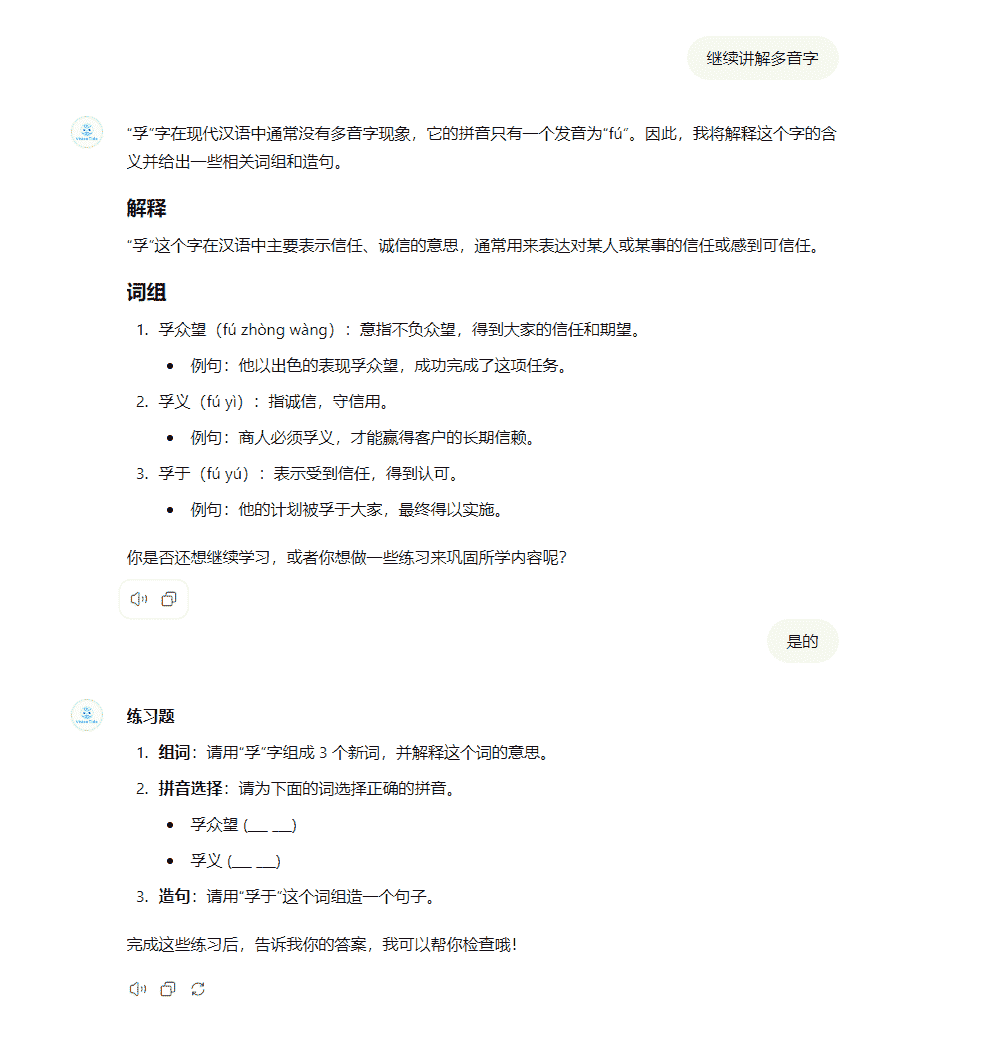 继续讲解多音字
“孚”字在现代汉语中通常没有多音字现象，它的拼音只有一个发音为“fú”。因此，我将解释这个字的含
义并给出一些相关词组和造句。
解释
“孚”这个字在汉语中主要表示信任、诚信的意思，通常用来表达对某人或某事的信任或感到可信任。
词组
1. 孚众望（fú zhòng wàng）：意指不负众望，得到大家的信任和期望。
• 例句：他以出色的表现孚众望，成功完成了这项任务。
2. 孚义（fú yì）：指诚信，守信用。
• 例句：商人必须孚义，才能赢得客户的长期信赖。
3. 孚于（fú yú）：表示受到信任，得到认可。
• 例句：他的计划被孚于大家，最终得以实施。
你是否还想继续学习，或者你想做一些练习来巩固所学内容呢？
是的
练习题
1. 组词：请用“孚”字组成 3 个新词，并解释这个词的意思。
2. 拼音选择：请为下面的词选择正确的拼音。
• 孚众望 (___ ___)
• 孚义 (___ ___)
3. 造句：请用“孚于”这个词组造一个句子。
完成这些练习后，告诉我你的答案，我可以帮你检查哦！